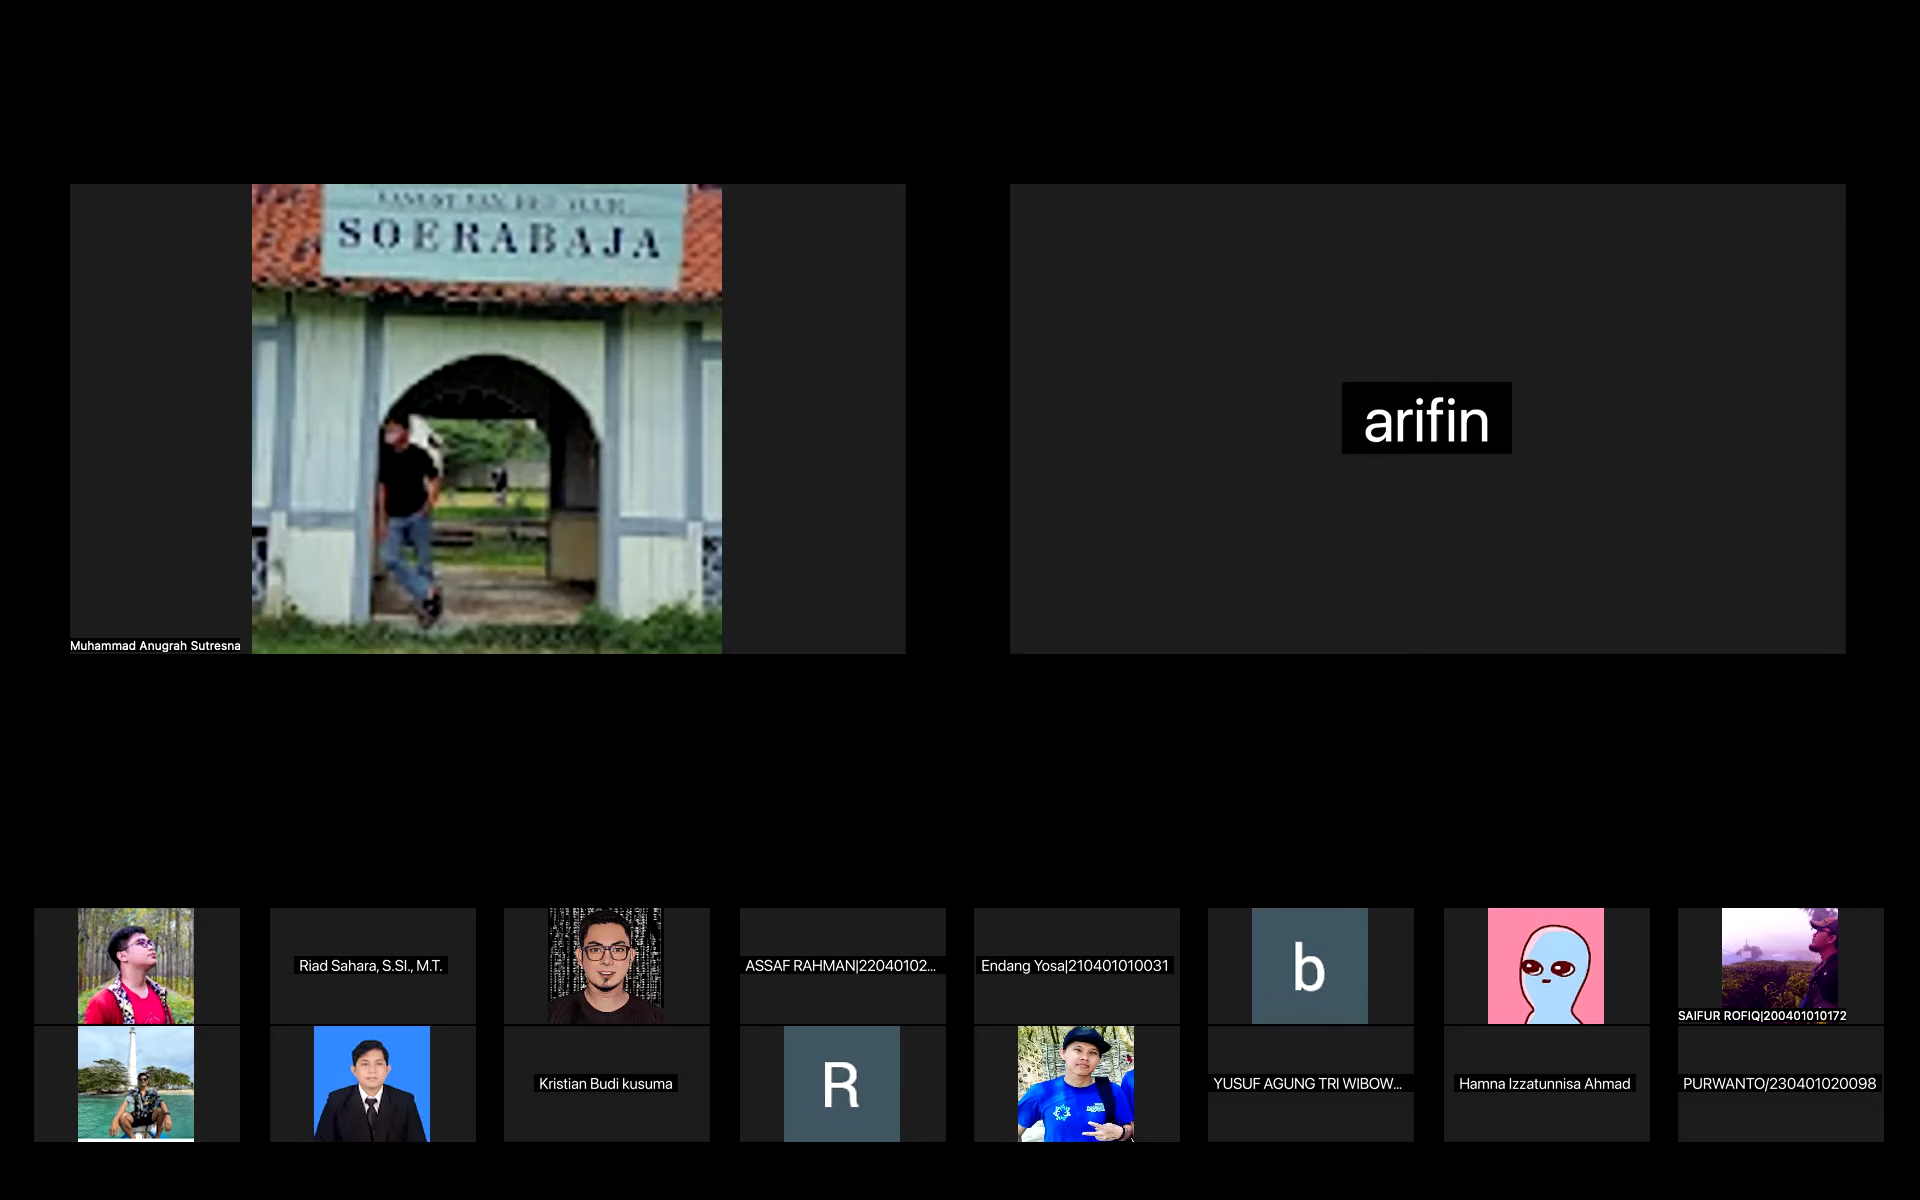 SOERABAJA
Muhammad Anugrah Sutresna
arifin
Riad Sahara, S.SI., M.T.
ASSAF RAHMAN|22040102...
Endang Yosa|210401010031
b
SAIFUR ROFIQ|200401010172
Kristian Budi kusuma
R
YUSUF AGUNG TRI WIBOW...
Hamna Izzatunnisa Ahmad
PURWANTO/230401020098